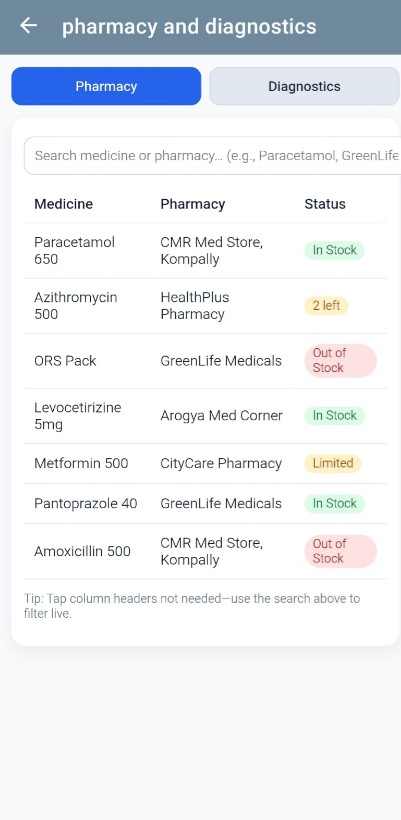 pharmacy and diagnostics
Pharmacy
Diagnostics
Search medicine or pharmacy... (e.g., Paracetamol, GreenLife
Medicine Pharmacy Status
Paracetamol
650
CMR Med Store,
Kompally
In Stock
Azithromycin
500
HealthPlus
Pharmacy
2 left
ORS Pack
GreenLife Medicals
Out of
Stock
Levocetirizine
5mg
Arogya Med Corner
In Stock
Metformin 500
CityCare Pharmacy
Limited
Pantoprazole 40
GreenLife Medicals
In Stock
Amoxicillin 500
CMR Med Store,
Kompally
Out of
Stock
Tip: Tap column headers not needed—use the search above to
filter live.